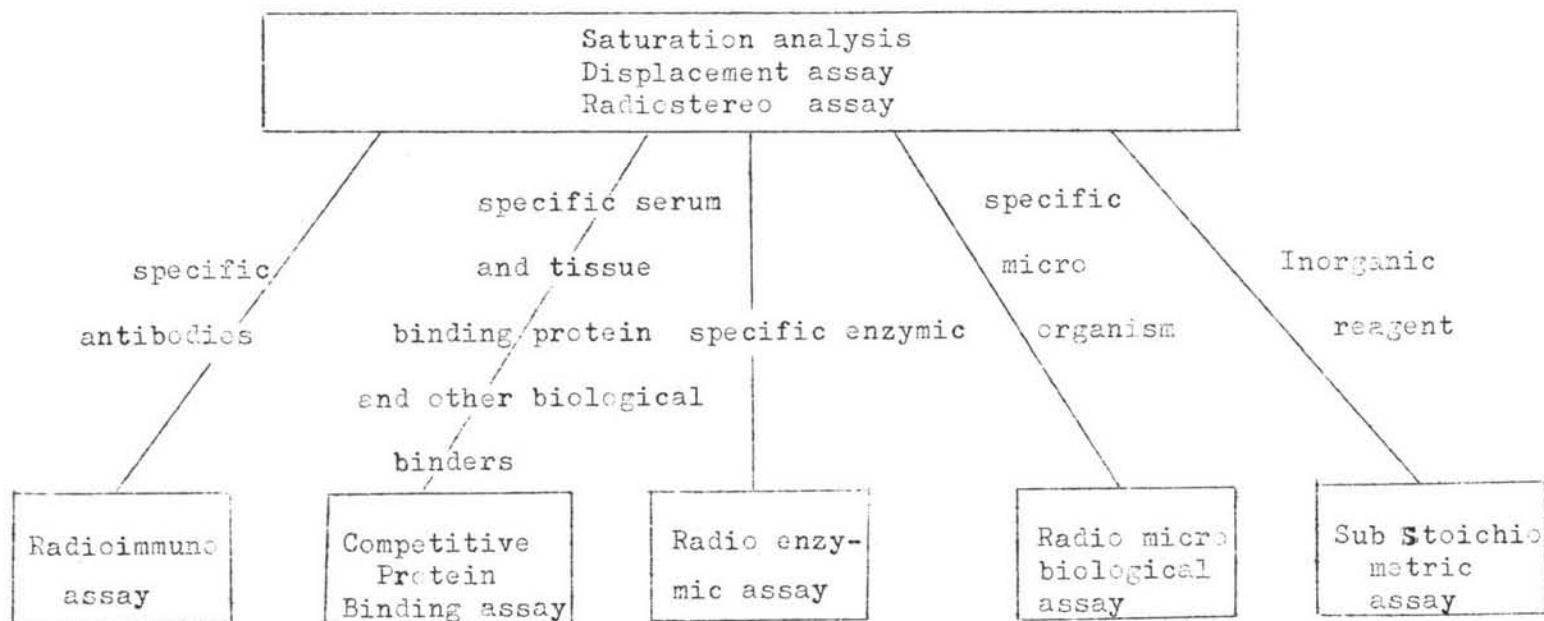 Saturation analysis
Displacement assay
Radiostereo assay
specific
antibodies
specific serum
and tissue
binding protein
and other biological
binders
specific enzymic
specific
micro
organism
Inorganic
reagent
Radioimmuno
assay
Competitive
Protein
Binding assay
Radio enzy-
mic assay
Radio micro
biological
assay
Sub Stoichio
metric
assay